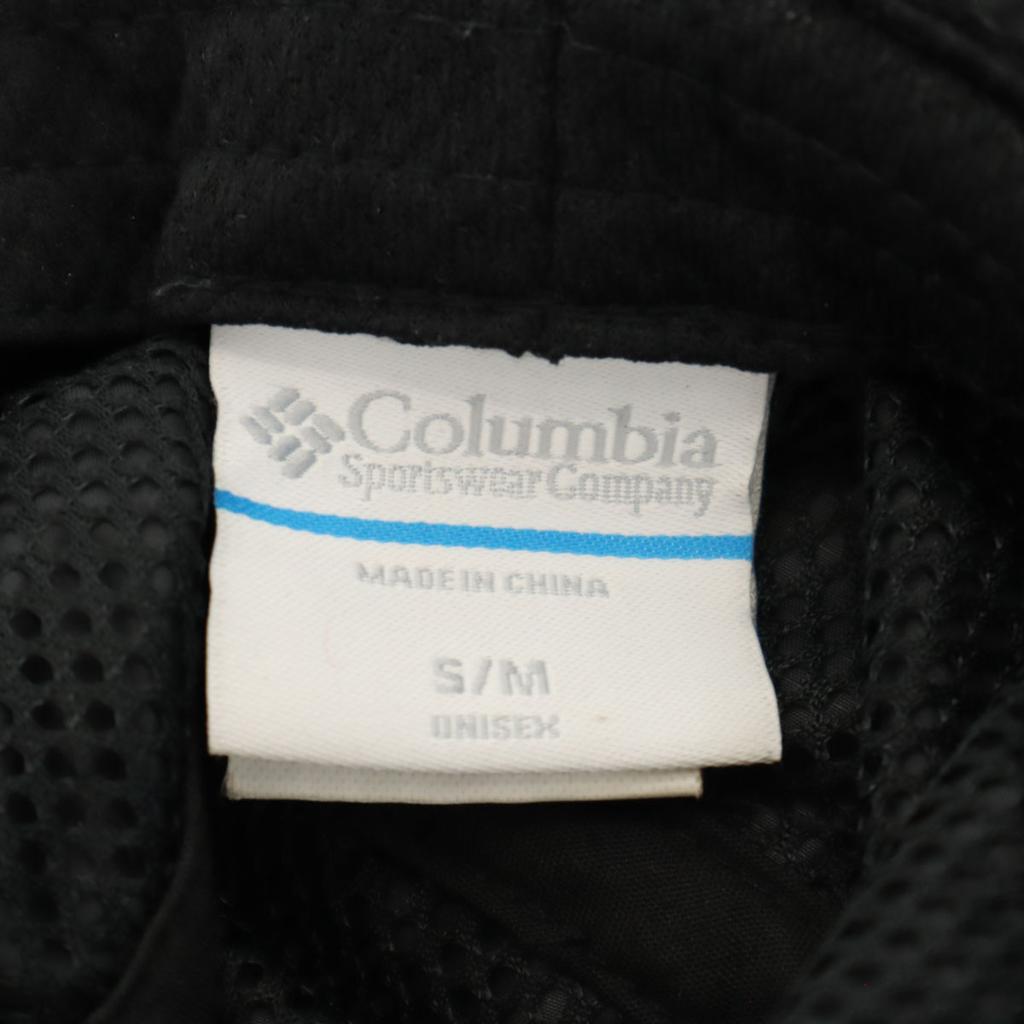 Columbia
Sportswear Company
MADE IN CHINA
S/M
UNISEX